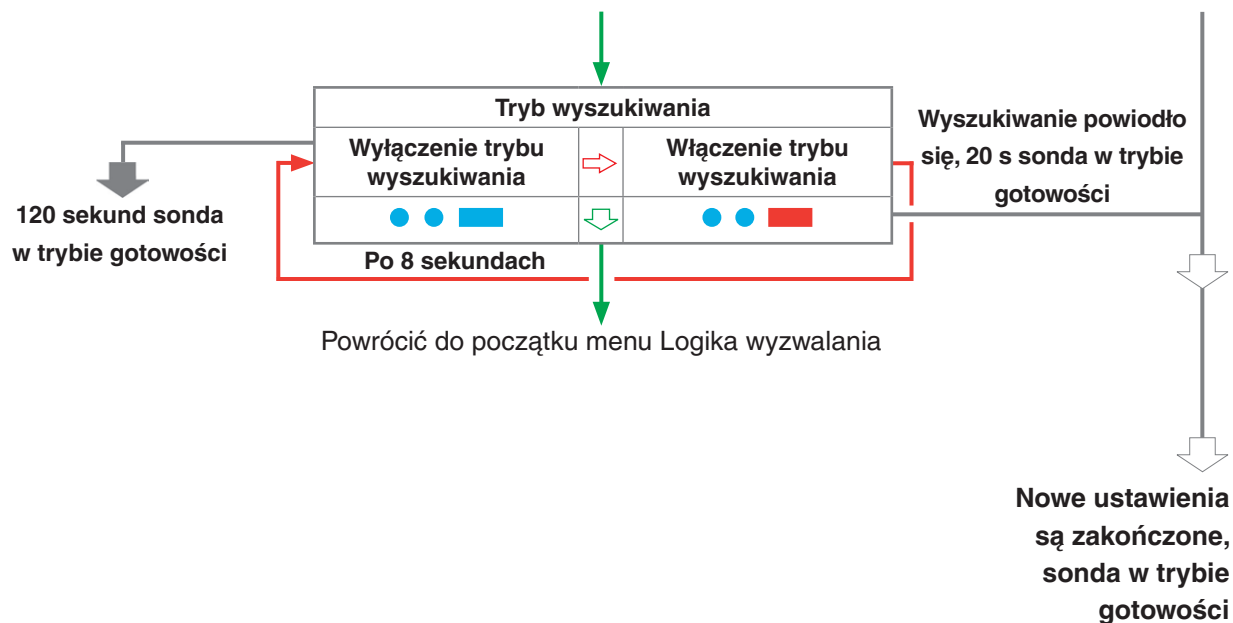 Tryb wyszukiwania
Wyłączenie trybu
wyszukiwania
Włączenie trybu
wyszukiwania
Wyszukiwanie powiodło
się, 20 s sonda w trybie
gotowości
120 sekund sonda
w trybie gotowości
Po 8 sekundach
Powrócić do początku menu Logika wyzwalania
Nowe ustawienia
są zakończone,
sonda w trybie
gotowości